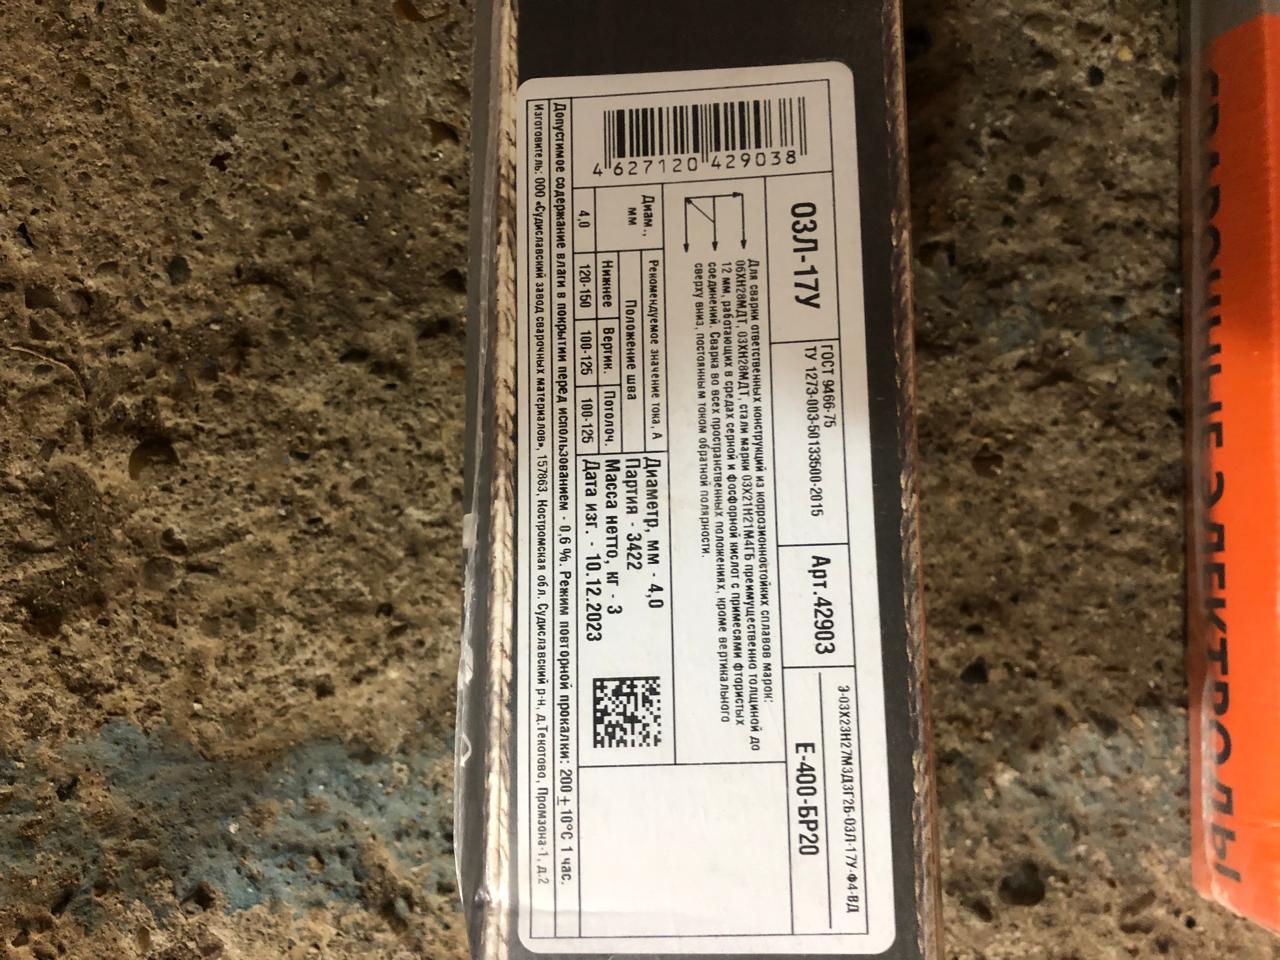 4 627120 429038
ОЗЛ-17У
ГОСТ 9466-75
ТУ 1273-003-50133500-2015
Арт.42903
Э-03Х23Н27М3Д3Г2Б-ОЗЛ-17У-Ф4-ВД
Е-400-БР20
Для сварки ответственных конструкций из коррозионностойких сплавов марок:
06ХН28МДТ, 03ХН28МДТ, стали марки 03Х21Н21М4ГБ преимущественно толщиной до
12 мм, работающих в средах серной и фосфорной кислот с примесями фтористых
соединений. Сварка во всех пространственных положениях, кроме вертикального
сверху вниз, постоянным током обратной полярности.
Диам., мм
Рекомендуемое значение тока, А
Положение шва
Нижнее Вертик. Потолоч.
4,0 120-150 100-125 100-125
Диаметр, мм - 4,0
Партия - 3422
Масса нетто, кг - 3
Дата изг. - 10.12.2023
Допустимое содержание влаги в покрытии перед использованием - 0,6 %. Режим повторной прокалки: 200 ± 10°С 1 час.
Изготовитель: ООО «Судиславский завод сварочных материалов», 157863, Костромская обл. Судиславский р-н, д.Текотово, Промзона-1, д.2
СВАРОЧНЫЕ ЭЛЕКТРОДЫ